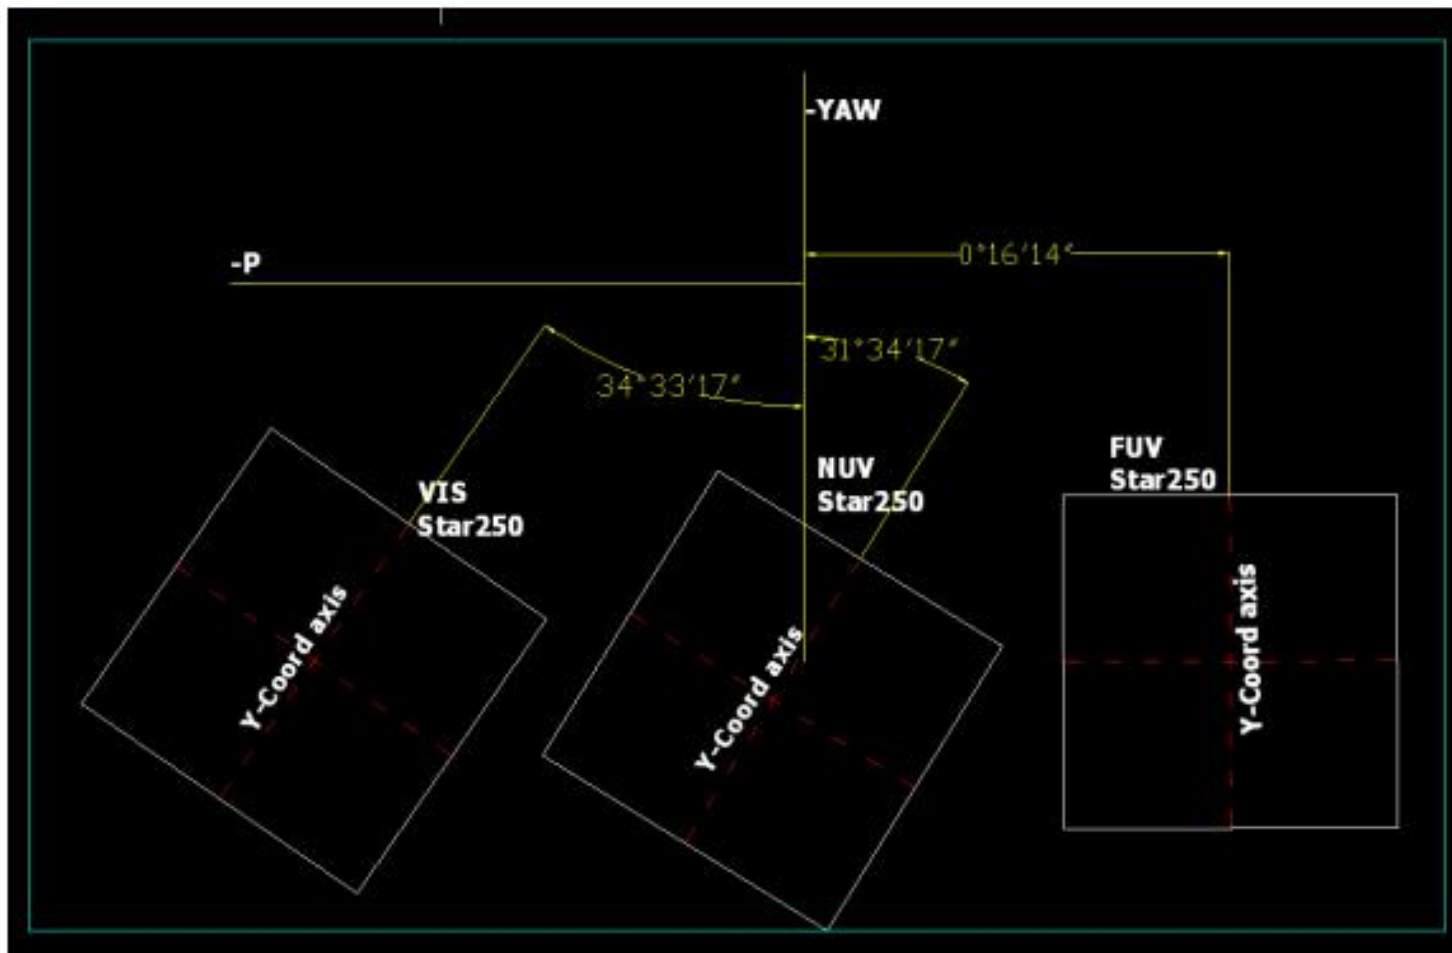 -YAW
-P
0°16'14"
31°34'17"
34°33'17"
VIS
Star250
NUV
Star250
FUV
Star250
Y-Coord axis
Y-Coord axis
Y-Coord axis